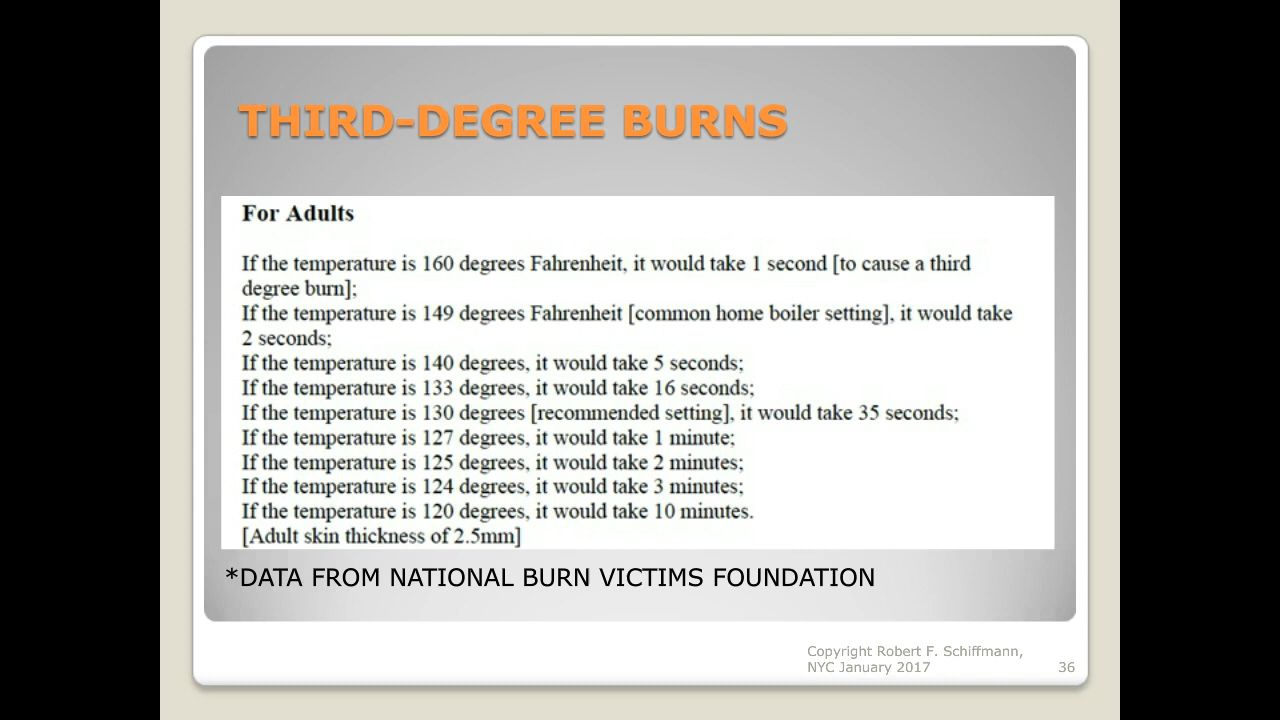 THIRD-DEGREE BURNS
For Adults
If the temperature is 160 degrees Fahrenheit, it would take 1 second [to cause a third
degree burn];
If the temperature is 149 degrees Fahrenheit [common home boiler setting], it would take
2 seconds;
If the temperature is 140 degrees, it would take 5 seconds;
If the temperature is 133 degrees, it would take 16 seconds;
If the temperature is 130 degrees [recommended setting], it would take 35 seconds;
If the temperature is 127 degrees, it would take 1 minute;
If the temperature is 125 degrees, it would take 2 minutes;
If the temperature is 124 degrees, it would take 3 minutes;
If the temperature is 120 degrees, it would take 10 minutes.
[Adult skin thickness of 2.5mm]
*DATA FROM NATIONAL BURN VICTIMS FOUNDATION
Copyright Robert F. Schiffmann,
NYC January 2017
36